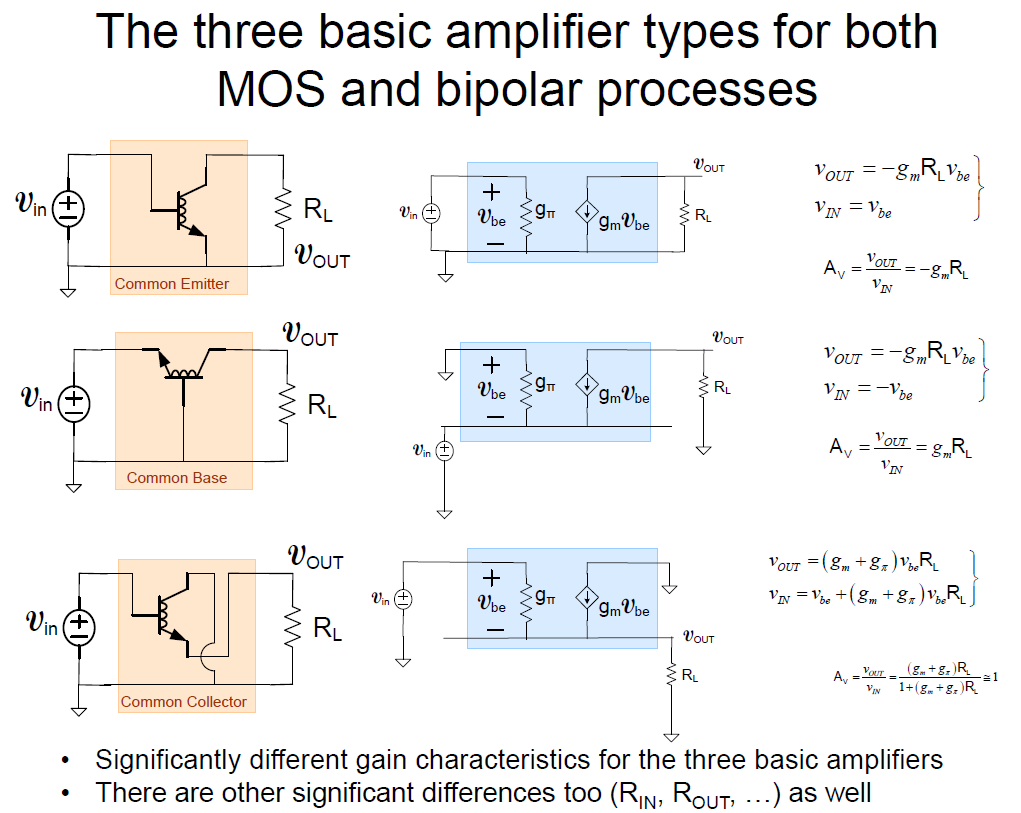 The three basic amplifier types for both
MOS and bipolar processes
vin
RL
vOUT
Common Emitter
vin
vbe
gπ
gmvbe
vOUT
RL
vOUT = −gmRLvbe
vIN = vbe
AV = vOUT/vIN = −gmRL
vin
vOUT
RL
Common Base
vbe
gπ
gmvbe
vOUT
RL
vin
vOUT = −gmRLvbe
vIN = −vbe
AV = vOUT/vIN = gmRL
vin
vOUT
RL
Common Collector
vin
vbe
gπ
gmvbe
vOUT
RL
vOUT = (gm + gπ)vbeRL
vIN = vbe + (gm + gπ)vbeRL
AV = vOUT/vIN = (gm + gπ)RL/1+(gm + gπ)RL ≅ 1
• Significantly different gain characteristics for the three basic amplifiers
• There are other significant differences too (RIN, ROUT, …) as well